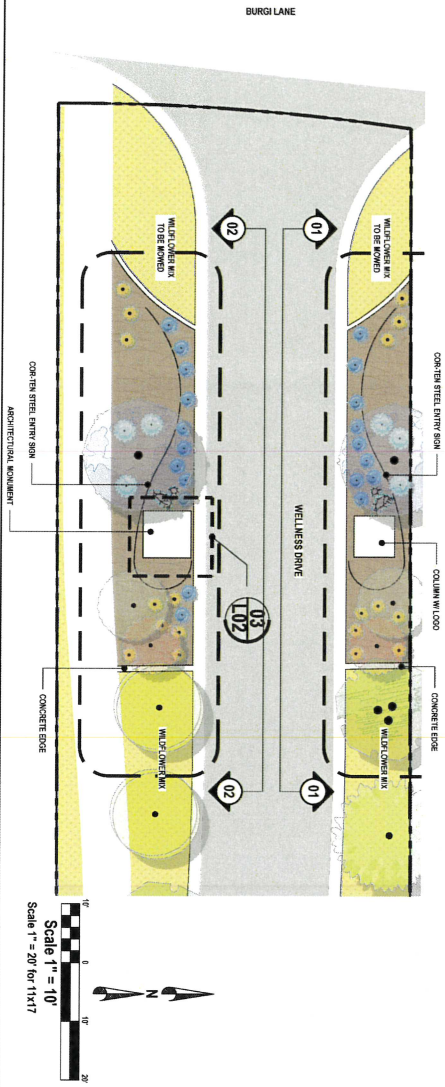 BURGI LANE
WILDFLOWER MIX
TO BE MOWED
WILDFLOWER MIX
TO BE MOWED
02
01
COR-TEN STEEL ENTRY SIGN
COR-TEN STEEL ENTRY SIGN
ARCHITECTURAL MONUMENT
WELLNESS DRIVE
COLUMN W/ LOGO
03
L02
CONCRETE EDGE
CONCRETE EDGE
WILDFLOWER MIX
WILDFLOWER MIX
02
01
10'
0
10'
20'
Scale 1" = 10'
Scale 1" = 20' for 11x17
N